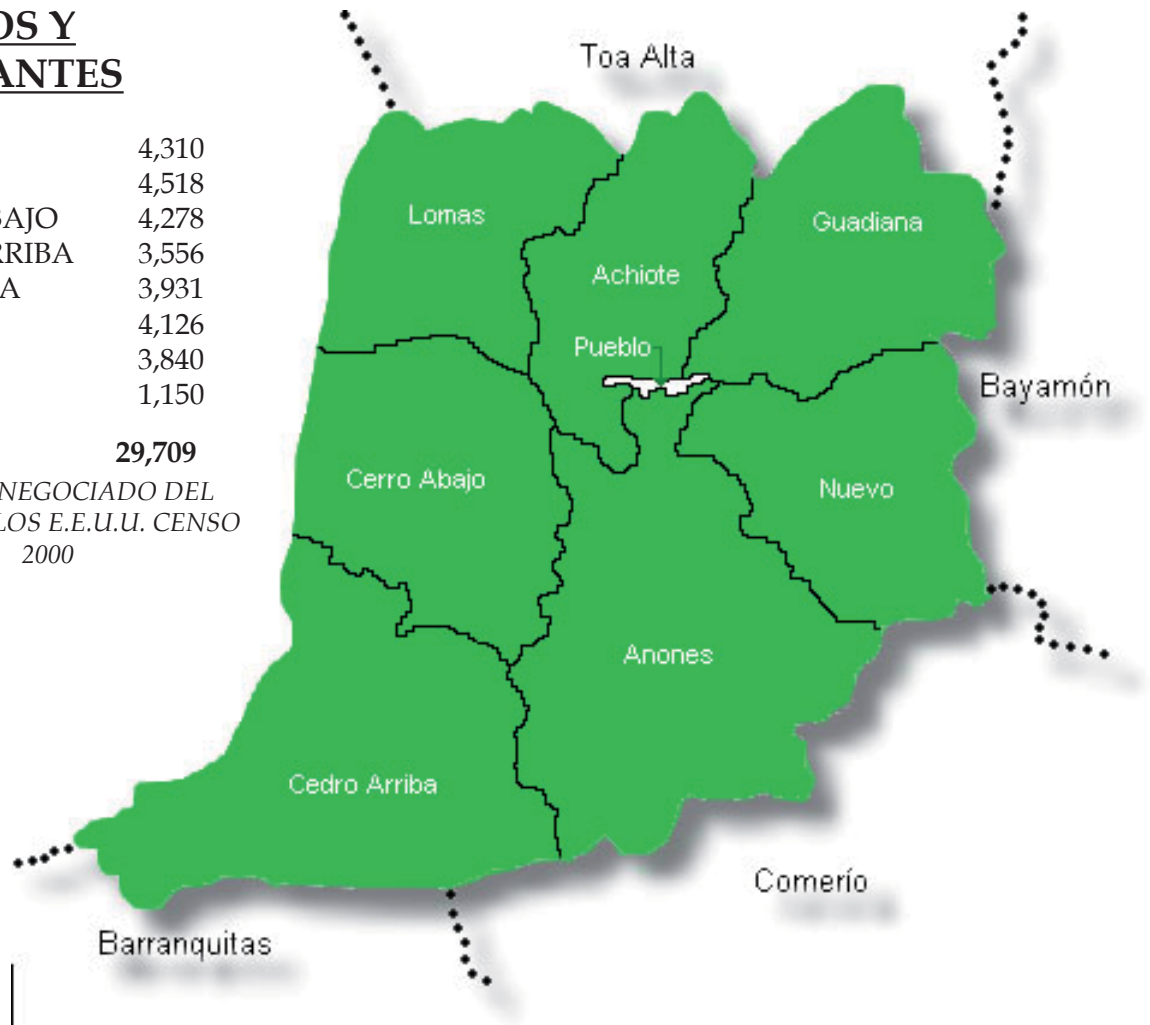 OS Y
ANTES
4,310
4,518
BAJO 4,278
RRIBA 3,556
A 3,931
4,126
3,840
1,150
29,709
NEGOCIADO DEL
LOS E.E.U.U. CENSO
2000
Toa Alta
Lomas
Guadiana
Achiote
Pueblo
Bayamón
Cerro Abajo
Nuevo
Anones
Cedro Arriba
Comerío
Barranquitas